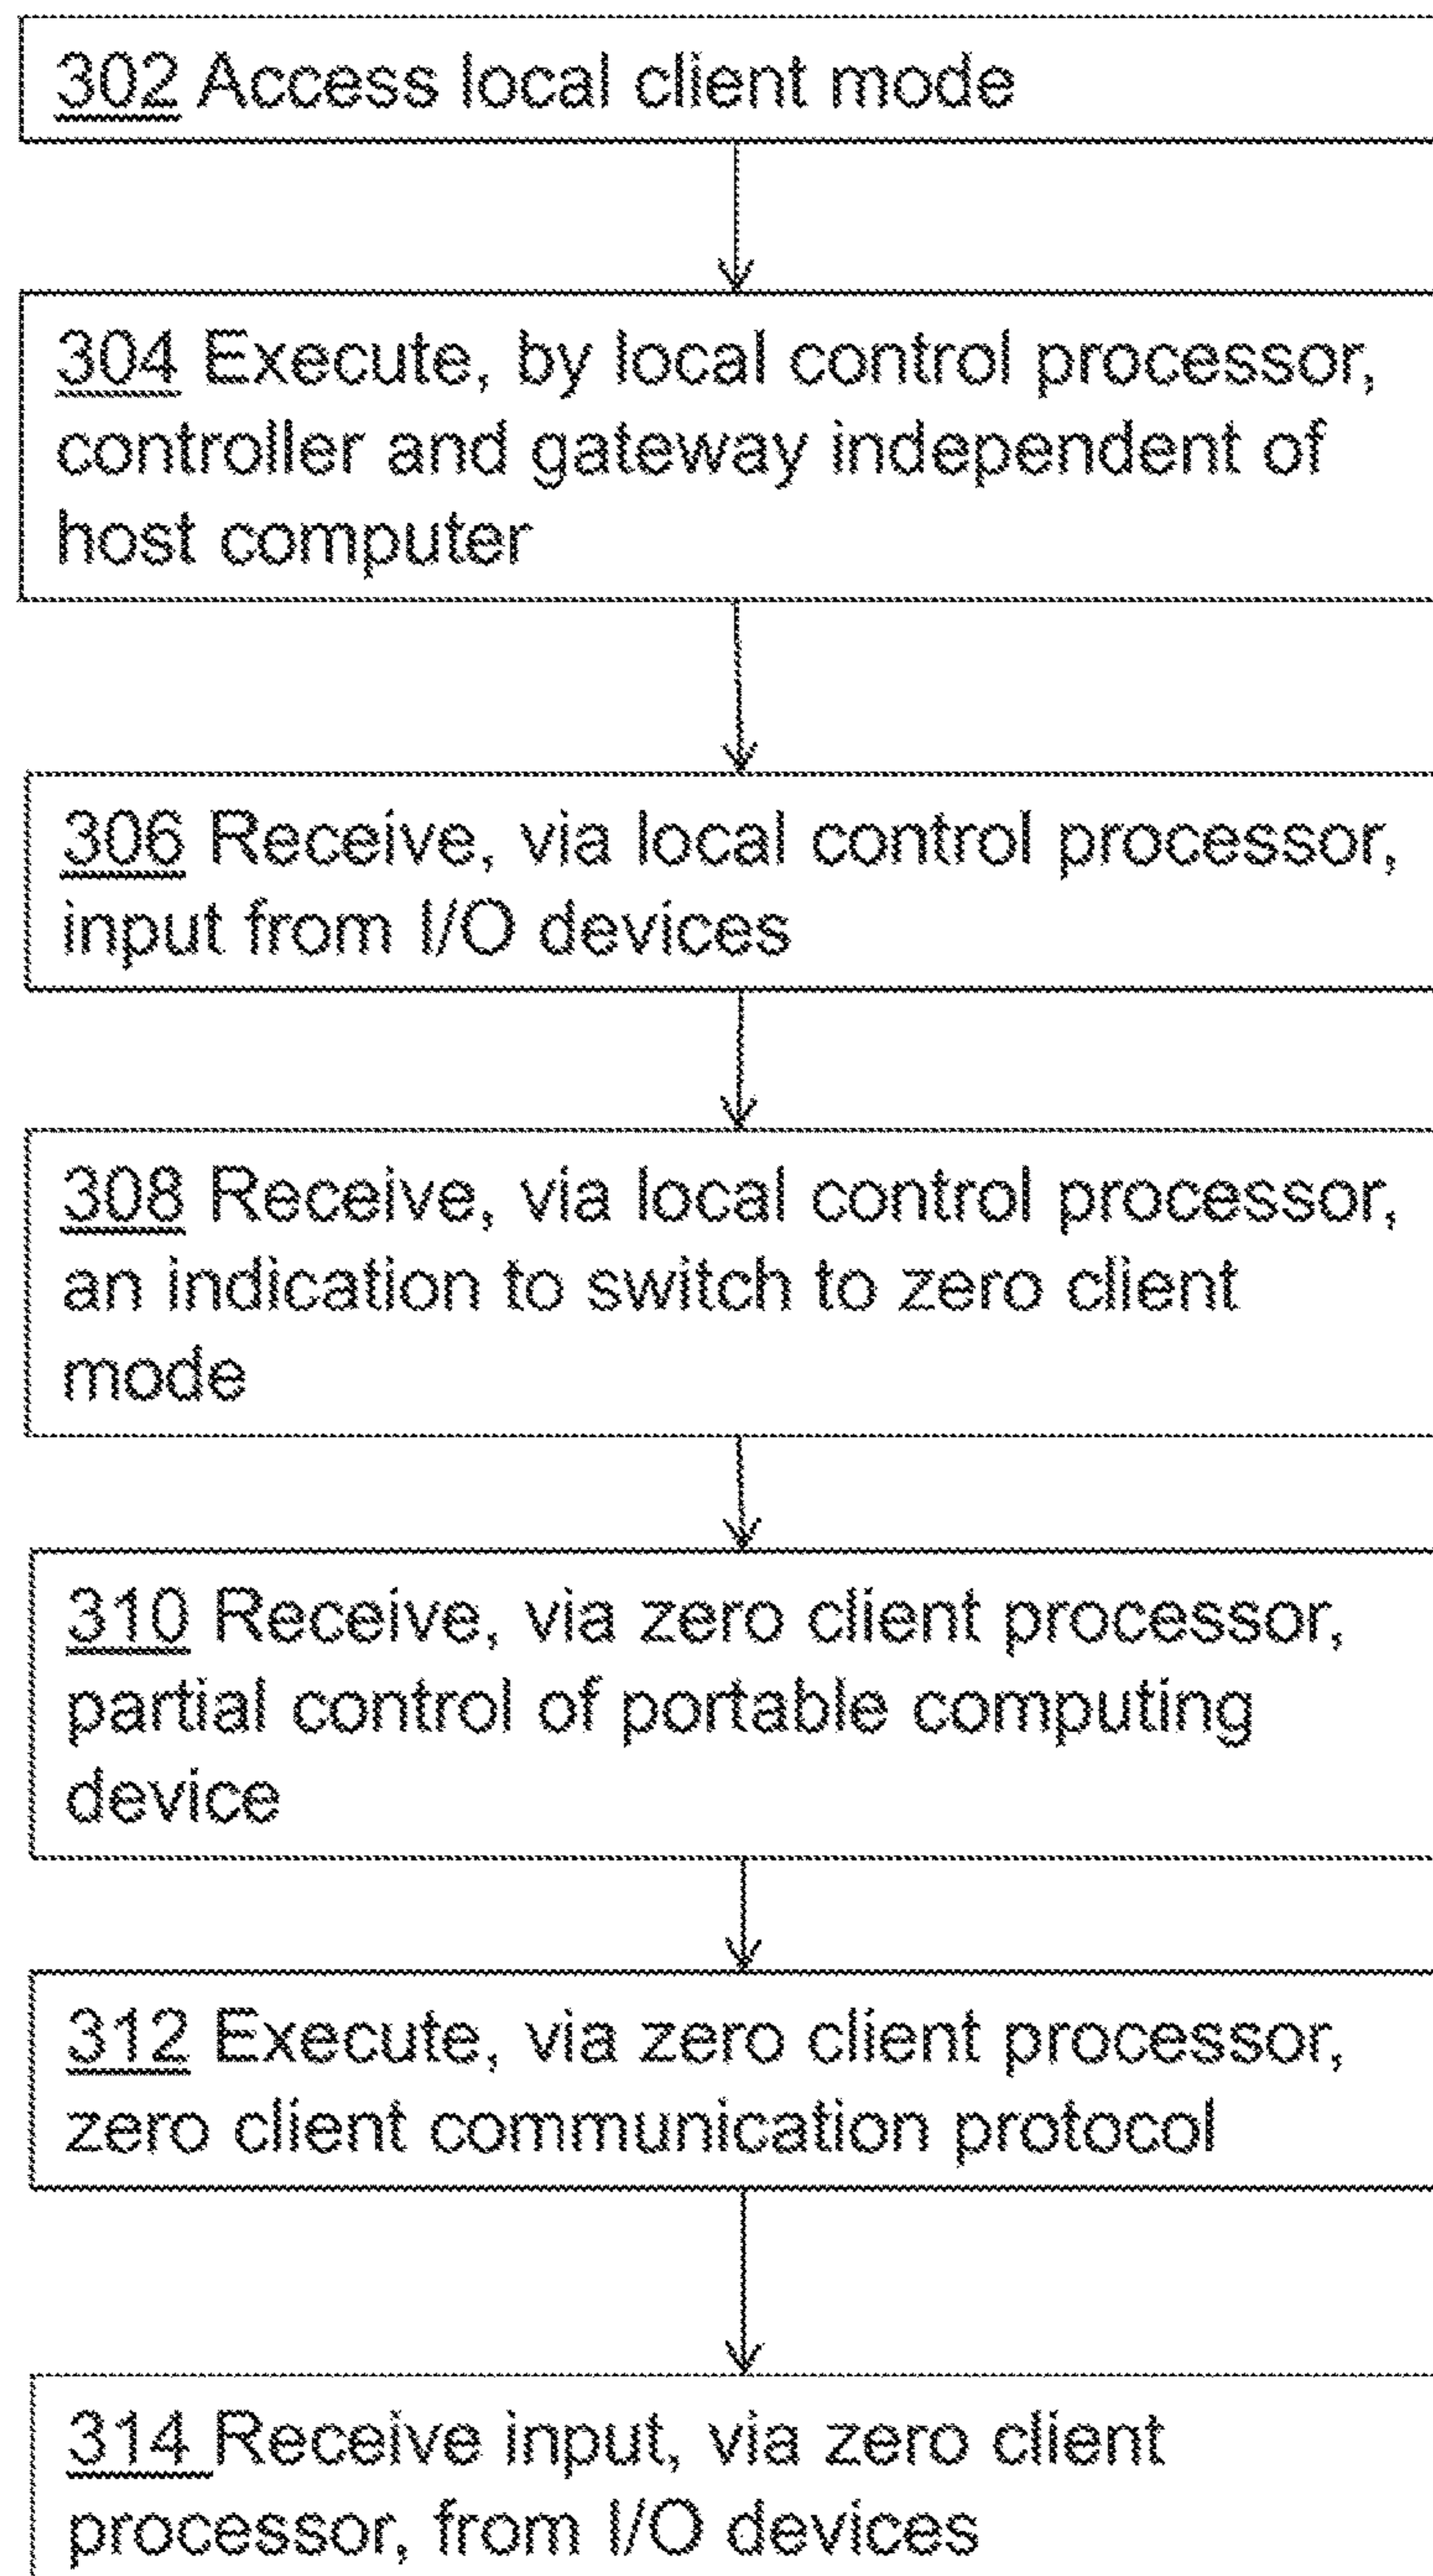 302 Access local client mode
304 Execute, by local control processor,
controller and gateway independent of
host computer
306 Receive, via local control processor,
input from I/O devices
308 Receive, via local control processor,
an indication to switch to zero client
mode
310 Receive, via zero client processor,
partial control of portable computing
device
312 Execute, via zero client processor,
zero client communication protocol
314 Receive input, via zero client
processor, from I/O devices